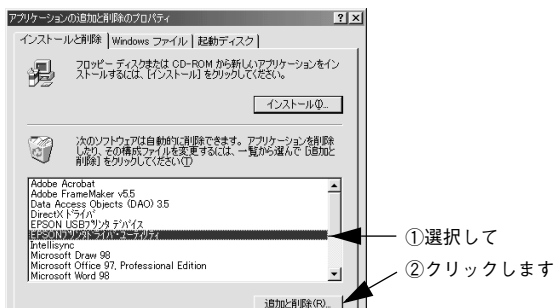 アプリケーションの追加と削除のプロパティ
インストールと削除 Windows ファイル 起動ディスク
フロッピー ディスクまたは CD-ROM から新しいアプリケーションをイン
ストールするには、[インストール] をクリックしてください。
インストール(I)...
次のソフトウェアは自動的に削除できます。アプリケーションを削除
したり、その構成ファイルを変更するには、一覧から選んで [追加と
削除] をクリックしてください(T)
Adobe Acrobat
Adobe FrameMaker v5.5
Data Access Objects (DAO) 3.5
DirectX ドライバ
EPSON USBプリンタ デバイス
EPSONプリンタドライバ・ユーティリティ
Intellisync
Microsoft Draw 98
Microsoft Office 97, Professional Edition
Microsoft Word 98
追加と削除(R)...
①選択して
②クリックします